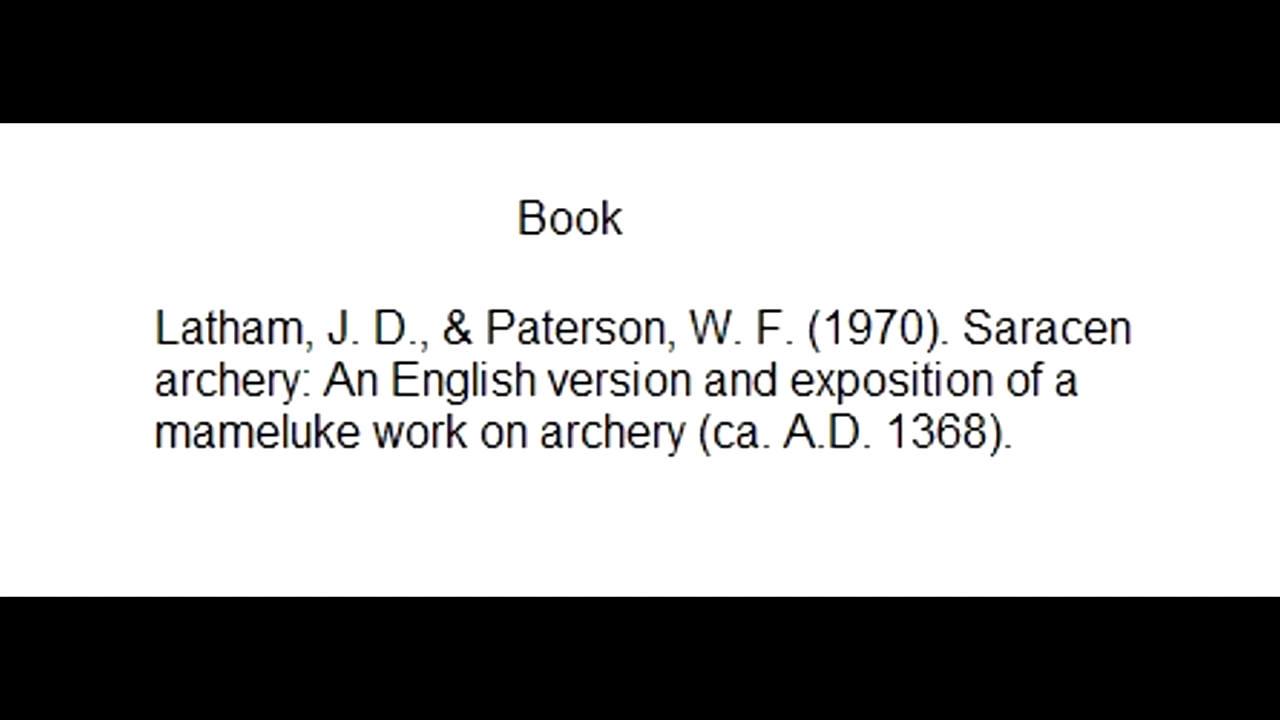 Book
Latham, J. D., & Paterson, W. F. (1970). Saracen
archery: An English version and exposition of a
mameluke work on archery (ca. A.D. 1368).